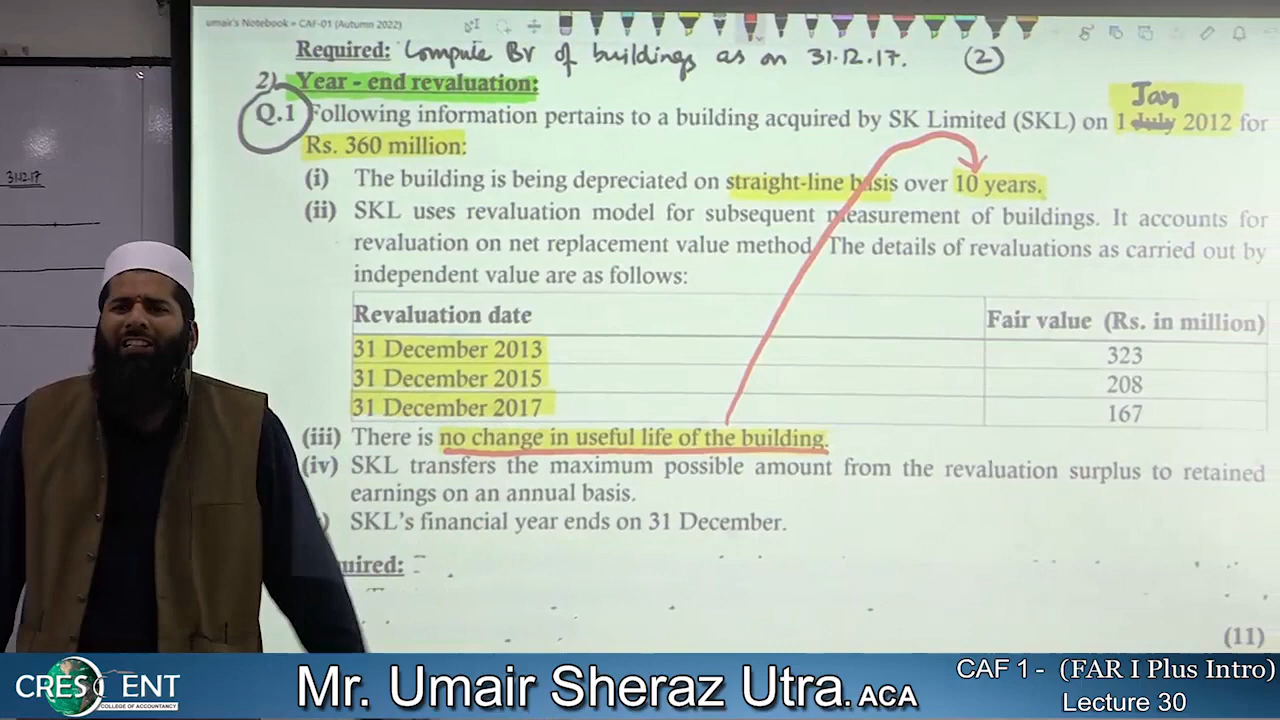 umair's Notebook » CAF-01 (Autumn 2022)
Required: Compute BV of buildings as on 31.12.17. (2)
2) Year - end revaluation:
Jan
Q.1 Following information pertains to a building acquired by SK Limited (SKL) on 1 July 2012 for
Rs. 360 million:
(i) The building is being depreciated on straight-line basis over 10 years.
(ii) SKL uses revaluation model for subsequent measurement of buildings. It accounts for
revaluation on net replacement value method. The details of revaluations as carried out by
independent value are as follows:
Revaluation date Fair value (Rs. in million)
31 December 2013 323
31 December 2015 208
31 December 2017 167
(iii) There is no change in useful life of the building.
(iv) SKL transfers the maximum possible amount from the revaluation surplus to retained
earnings on an annual basis.
) SKL's financial year ends on 31 December.
uired:
(11)
31.12.17
CRESCENT
COLLEGE OF ACCOUNTANCY
Mr. Umair Sheraz Utra. ACA
CAF 1 - (FAR I Plus Intro)
Lecture 30